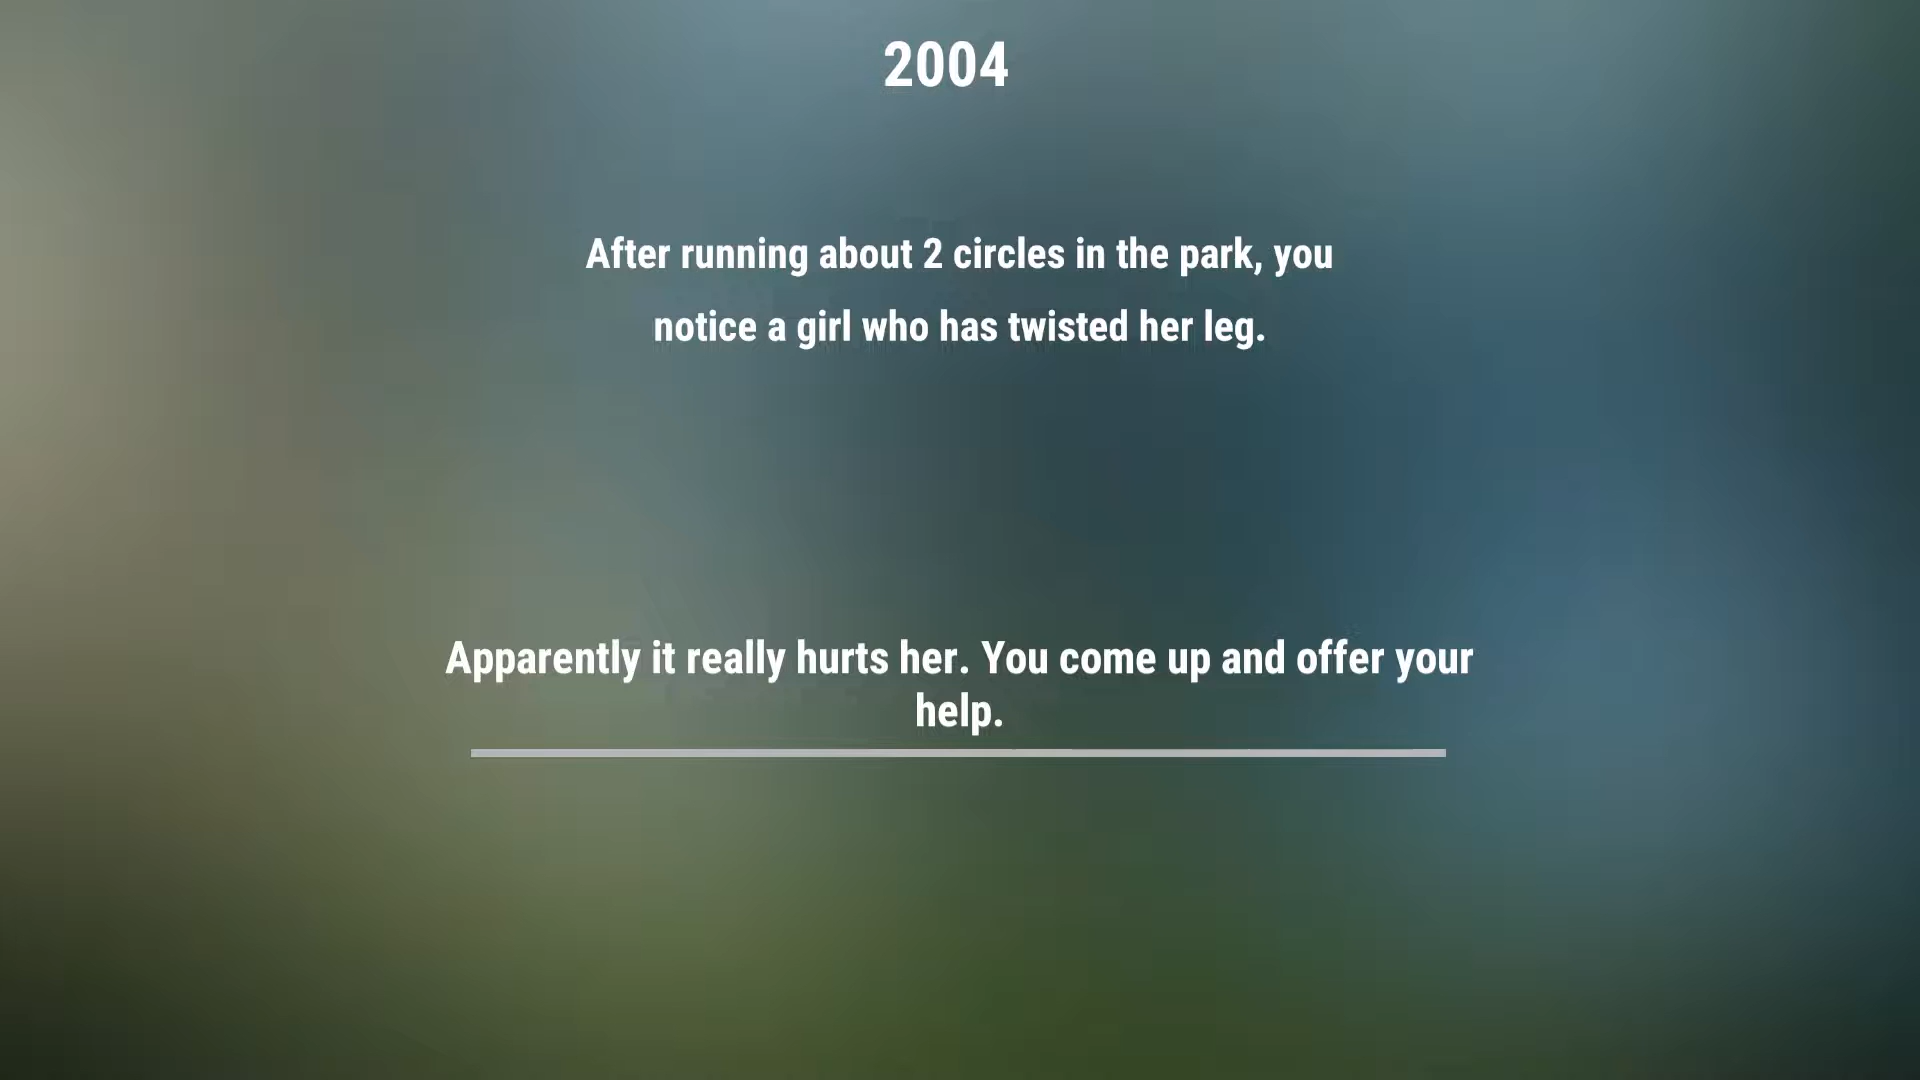 2004
After running about 2 circles in the park, you
notice a girl who has twisted her leg.
Apparently it really hurts her. You come up and offer your
help.